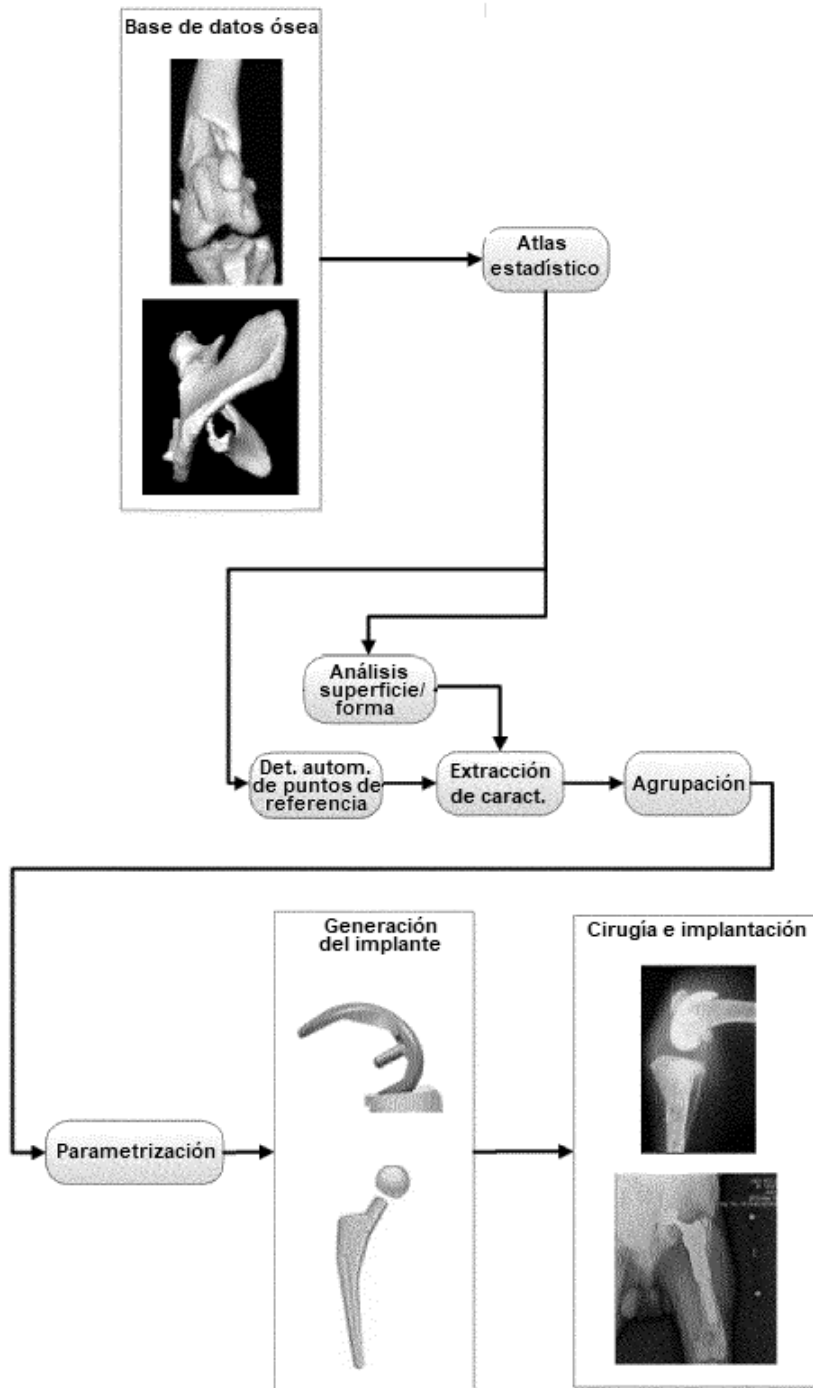 Base de datos ósea
Atlas
estadístico
Análisis
superficie/
forma
Det. autom.
de puntos de
referencia
Extracción
de caract.
Agrupación
Parametrización
Generación
del implante
Cirugía e implantación